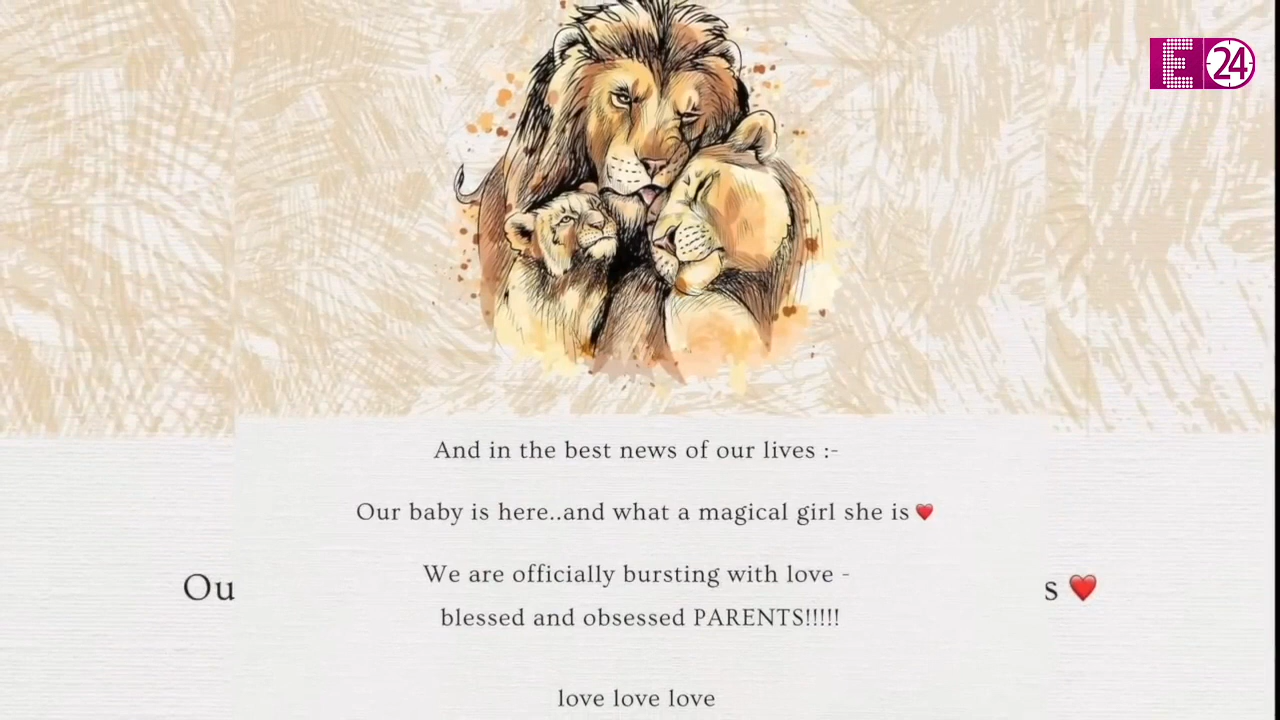 E24
And in the best news of our lives :-
Our baby is here..and what a magical girl she is❤️
We are officially bursting with love -
blessed and obsessed PARENTS!!!!!
Ou
s ❤️
love love love